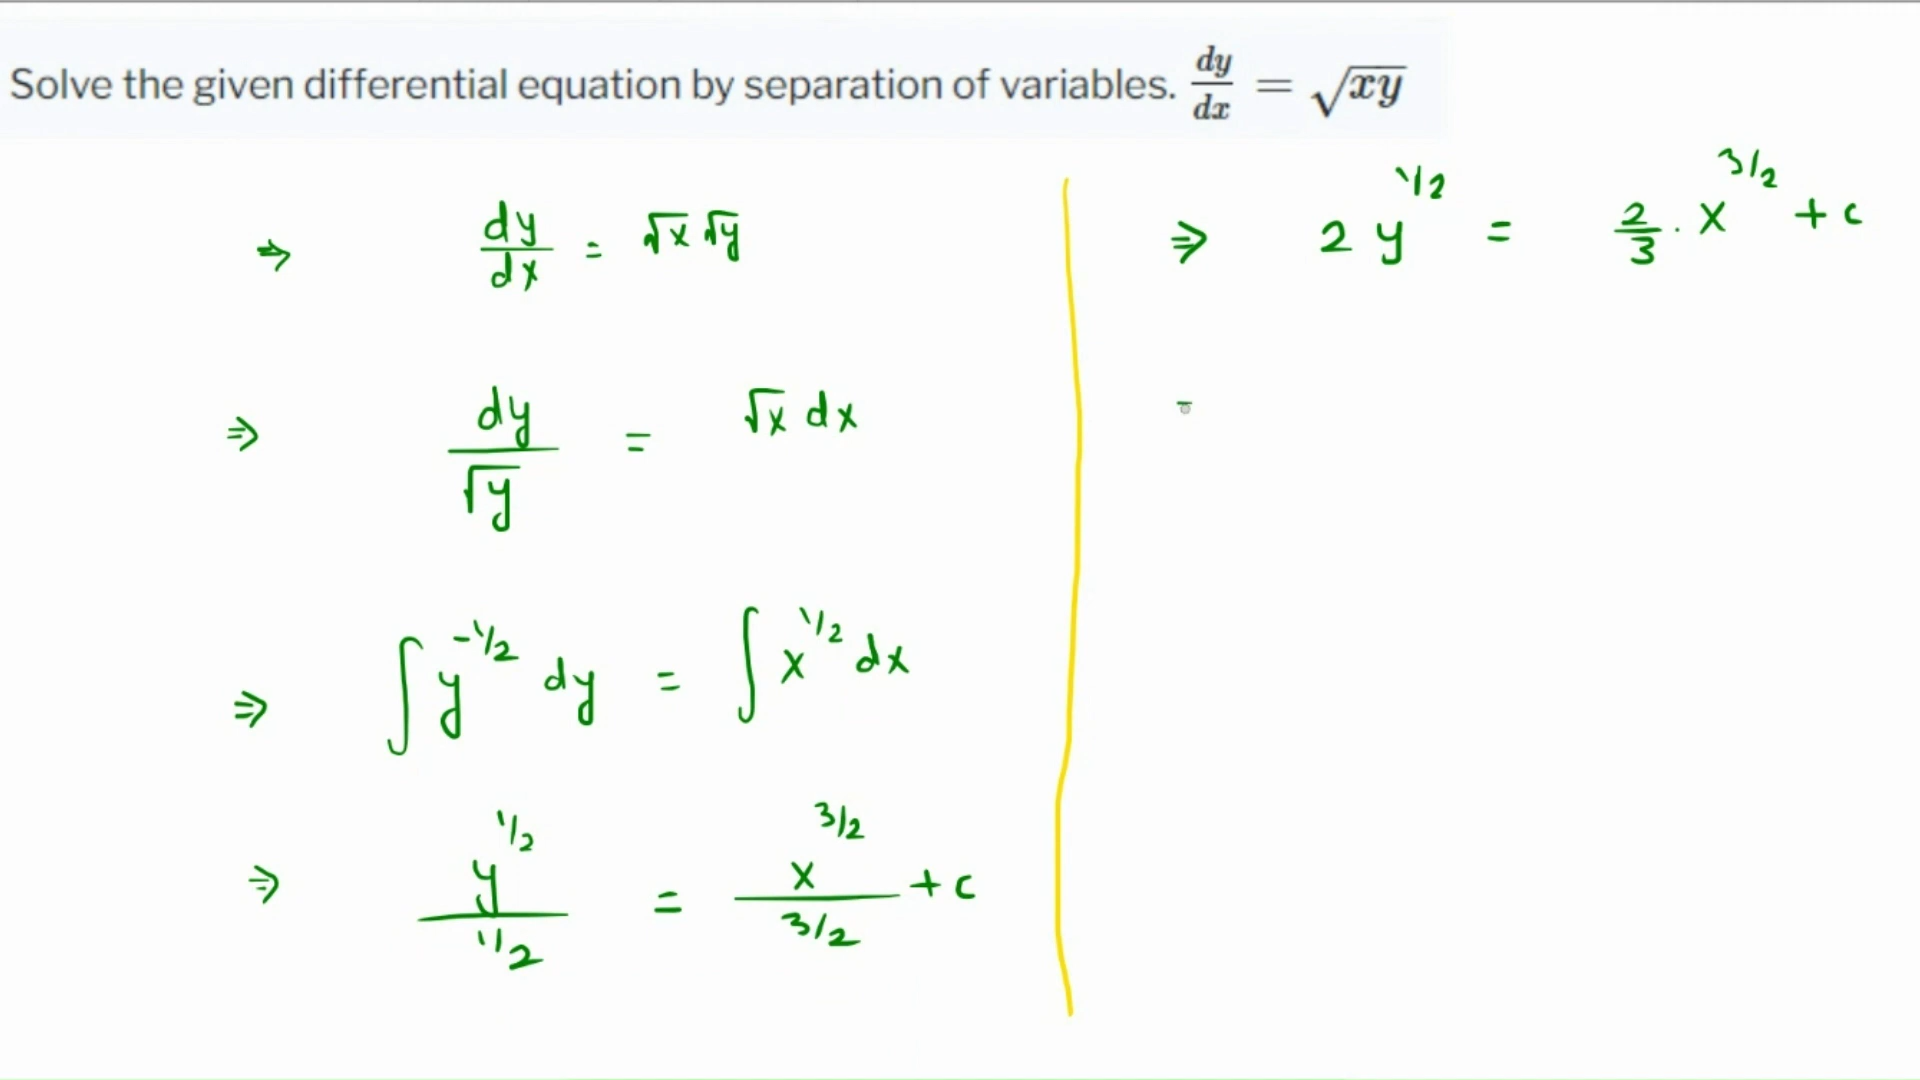 Solve the given differential equation by separation of variables. dy/dx = √xy
⇒ dy/dx = √x √y
⇒ dy/√y = √x dx
⇒ ∫ y^(-1/2) dy = ∫ x^(1/2) dx
⇒ y^(1/2)/(1/2) = x^(3/2)/(3/2) + c
⇒ 2 y^(1/2) = 2/3 · x^(3/2) + c